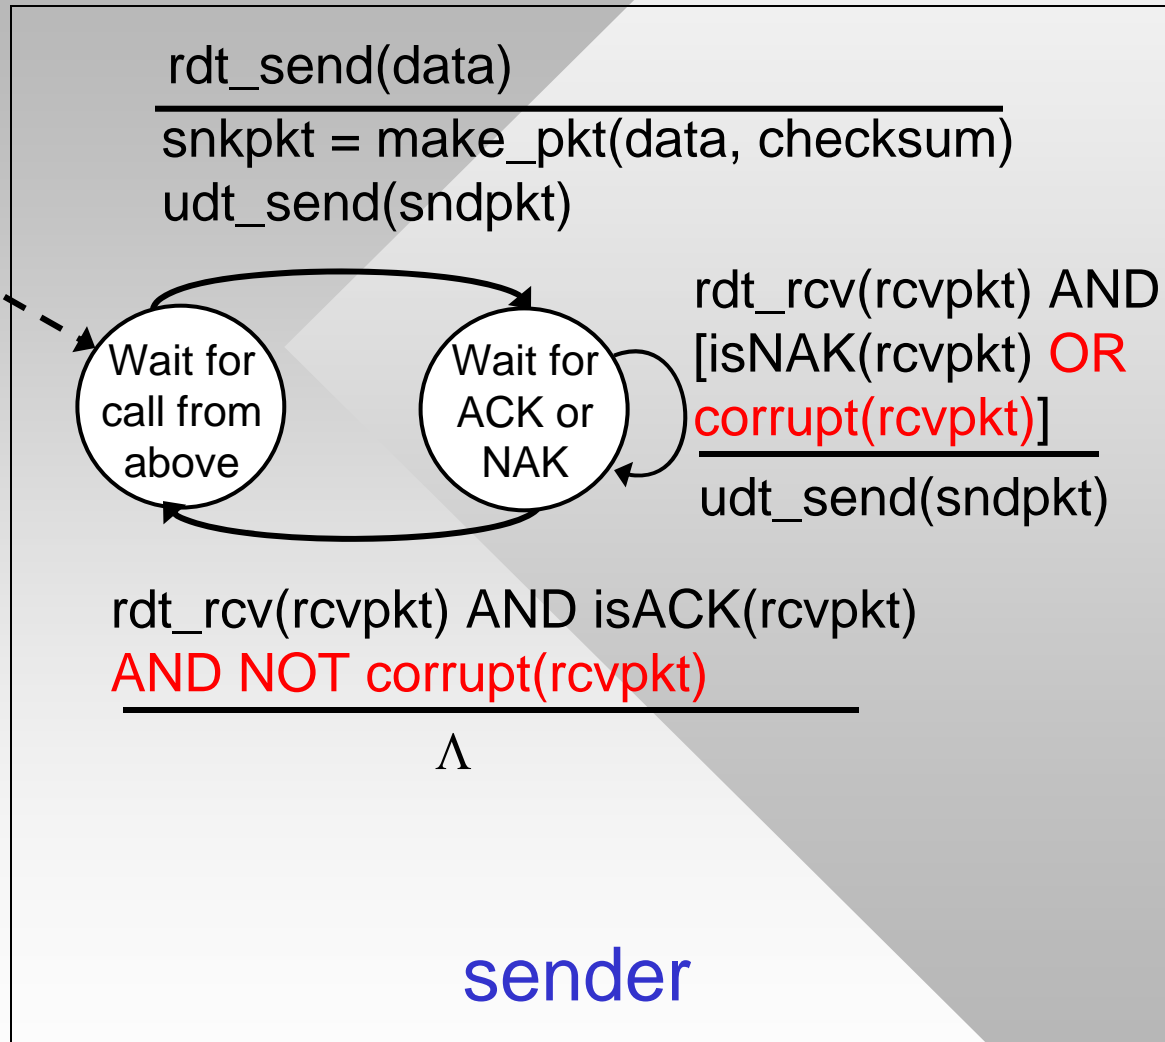 rdt_send(data)
snkpkt = make_pkt(data, checksum)
udt_send(sndpkt)
Wait for
call from
above
Wait for
ACK or
NAK
rdt_rcv(rcvpkt) AND
[isNAK(rcvpkt) OR
corrupt(rcvpkt)]
udt_send(sndpkt)
rdt_rcv(rcvpkt) AND isACK(rcvpkt)
AND NOT corrupt(rcvpkt)
Λ
sender